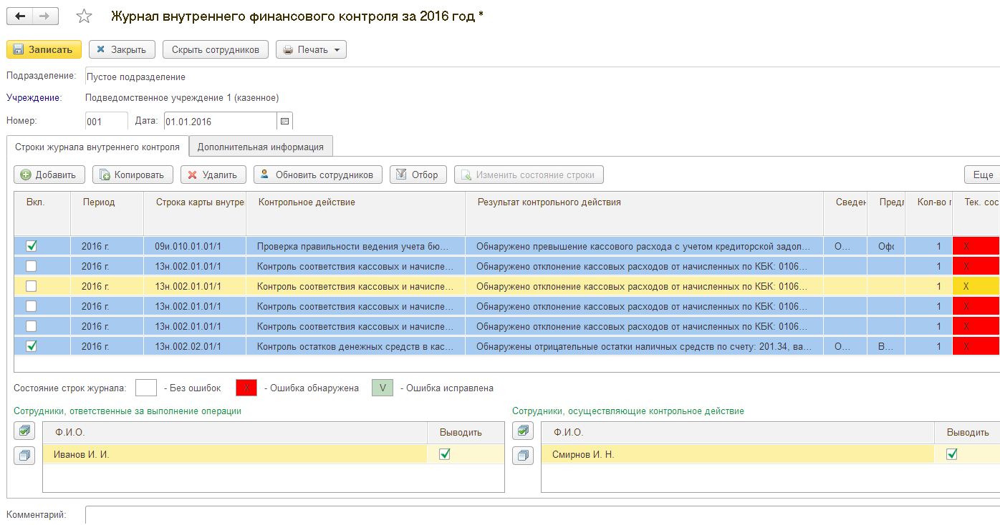 Журнал внутреннего финансового контроля за 2016 год *
Записать Закрыть Скрыть сотрудников Печать
Подразделение: Пустое подразделение
Учреждение: Подведомственное учреждение 1 (казенное)
Номер: 001 Дата: 01.01.2016
Строки журнала внутреннего контроля Дополнительная информация
Добавить Копировать Удалить Обновить сотрудников Отбор Изменить состояние строки Еще
Вкл. Период Строка карты внутре Контрольное действие Результат контрольного действия Сведен Предл Кол-во г Тек. сос
2016 г. 09и.010.01.01/1 Проверка правильности ведения учета бю... Обнаружено превышение кассового расхода с учетом кредиторской задол... О... Офо 1 X
2016 г. 13н.002.01.01/1 Контроль соответствия кассовых и начисле... Обнаружено отклонение кассовых расходов от начисленных по КБК: 0106... 1 X
2016 г. 13н.002.01.01/1 Контроль соответствия кассовых и начисле... Обнаружено отклонение кассовых расходов от начисленных по КБК: 0106... 1 X
2016 г. 13н.002.01.01/1 Контроль соответствия кассовых и начисле... Обнаружено отклонение кассовых расходов от начисленных по КБК: 0106... 1 X
2016 г. 13н.002.01.01/1 Контроль соответствия кассовых и начисле... Обнаружено отклонение кассовых расходов от начисленных по КБК: 0106... 1 X
2016 г. 13н.002.02.01/1 Контроль остатков денежных средств в кас... Обнаружены отрицательные остатки наличных средств по счету: 201.34, ва... О... В... 1 X
Состояние строк журнала: - Без ошибок X - Ошибка обнаружена V - Ошибка исправлена
Сотрудники, ответственные за выполнение операции Сотрудники, осуществляющие контрольное действие
Ф.И.О. Выводить Ф.И.О. Выводить
Иванов И. И. Смирнов И. Н.
Комментарий: